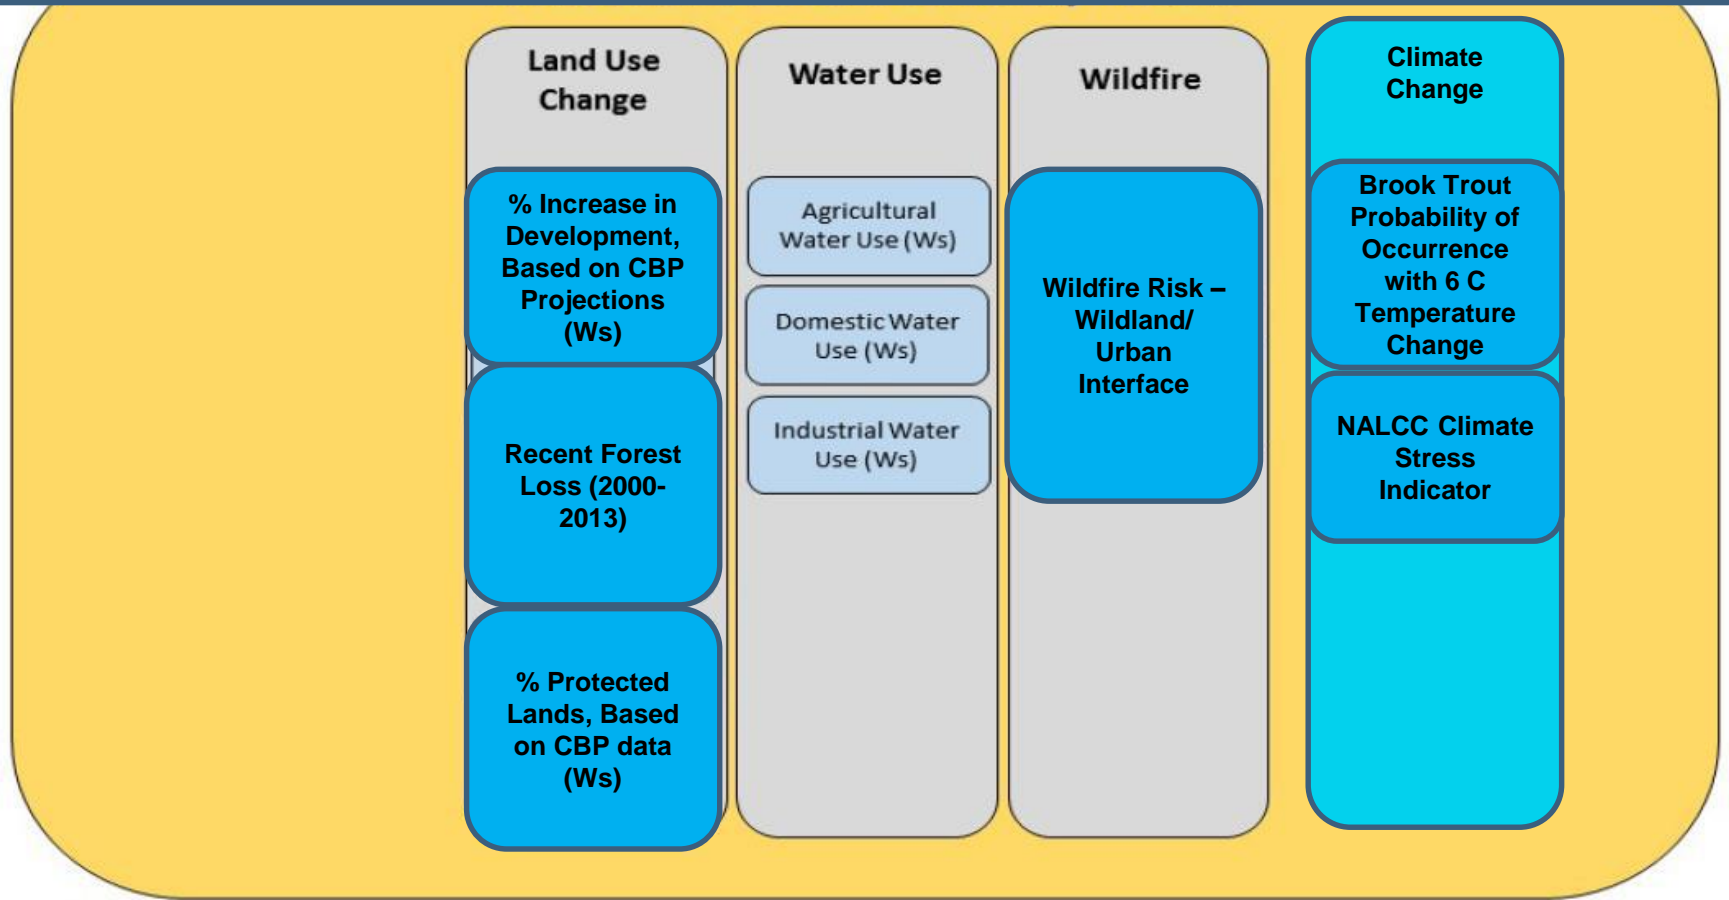 Land Use
Change
% Increase in
Development,
Based on CBP
Projections
(Ws)
Recent Forest
Loss (2000-
2013)
% Protected
Lands, Based
on CBP data
(Ws)
Water Use
Agricultural
Water Use (Ws)
Domestic Water
Use (Ws)
Industrial Water
Use (Ws)
Wildfire
Wildfire Risk –
Wildland/
Urban
Interface
Climate
Change
Brook Trout
Probability of
Occurrence
with 6 C
Temperature
Change
NALCC Climate
Stress
Indicator